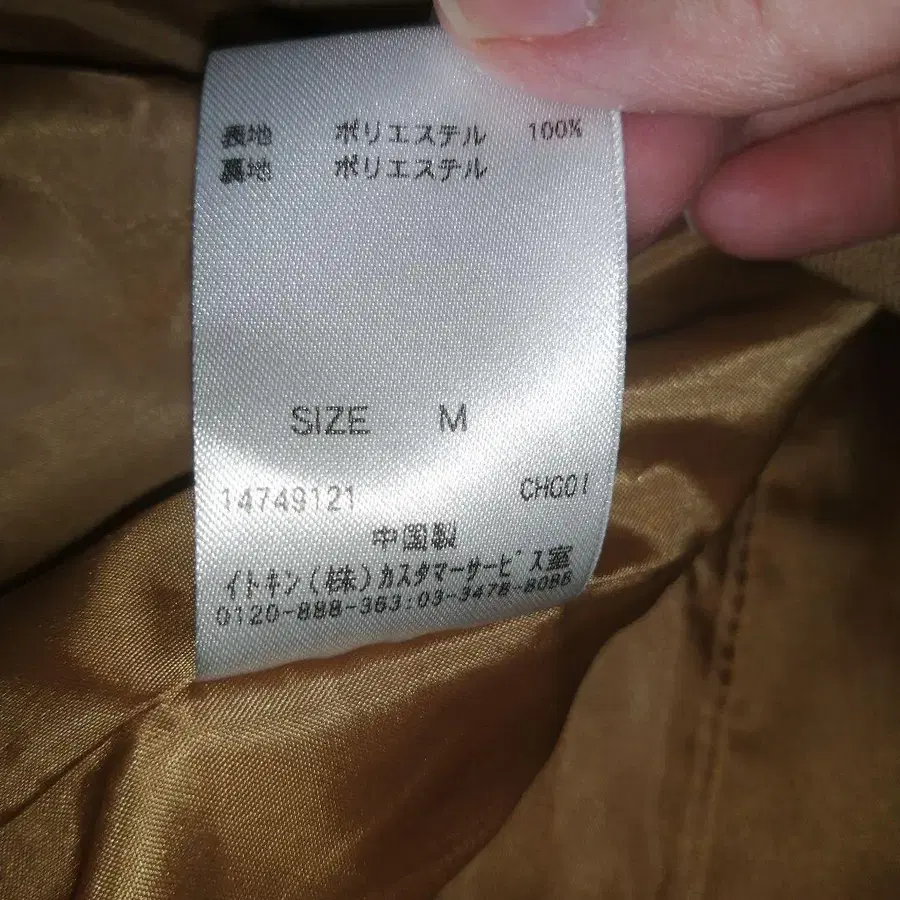 表地 ポリエステル 100%
裏地 ポリエステル
SIZE M
14749121 CHG01
中国製
イトキン(株)カスタマーサービス室
0120-888-363:03-3478-8088